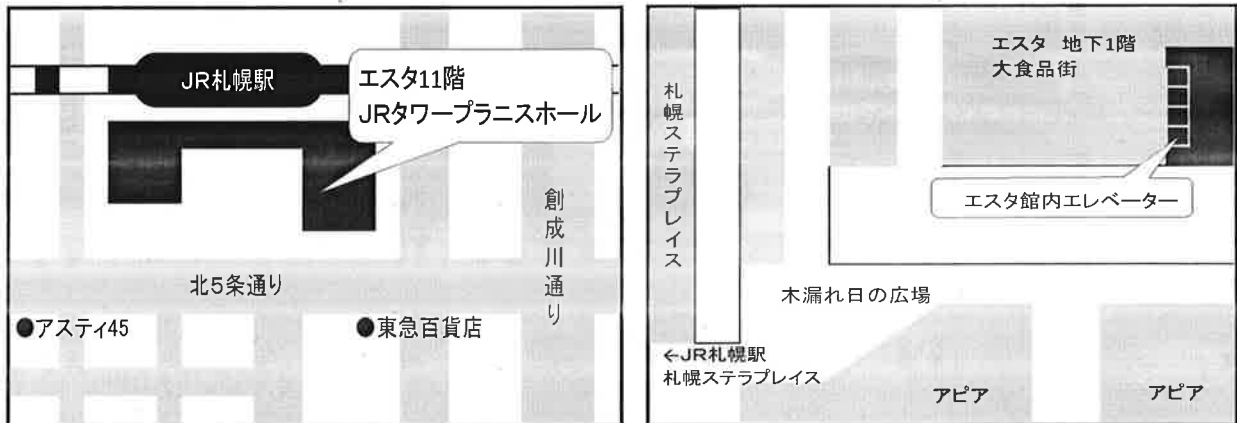 JR札幌駅
エスタ11階
JRタワープラニスホール
創成川通り
北5条通り
●アスティ45
●東急百貨店
エスタ 地下1階
大食品街
札幌ステラプレイス
エスタ館内エレベーター
木漏れ日の広場
←JR札幌駅
札幌ステラプレイス
アピア
アピア